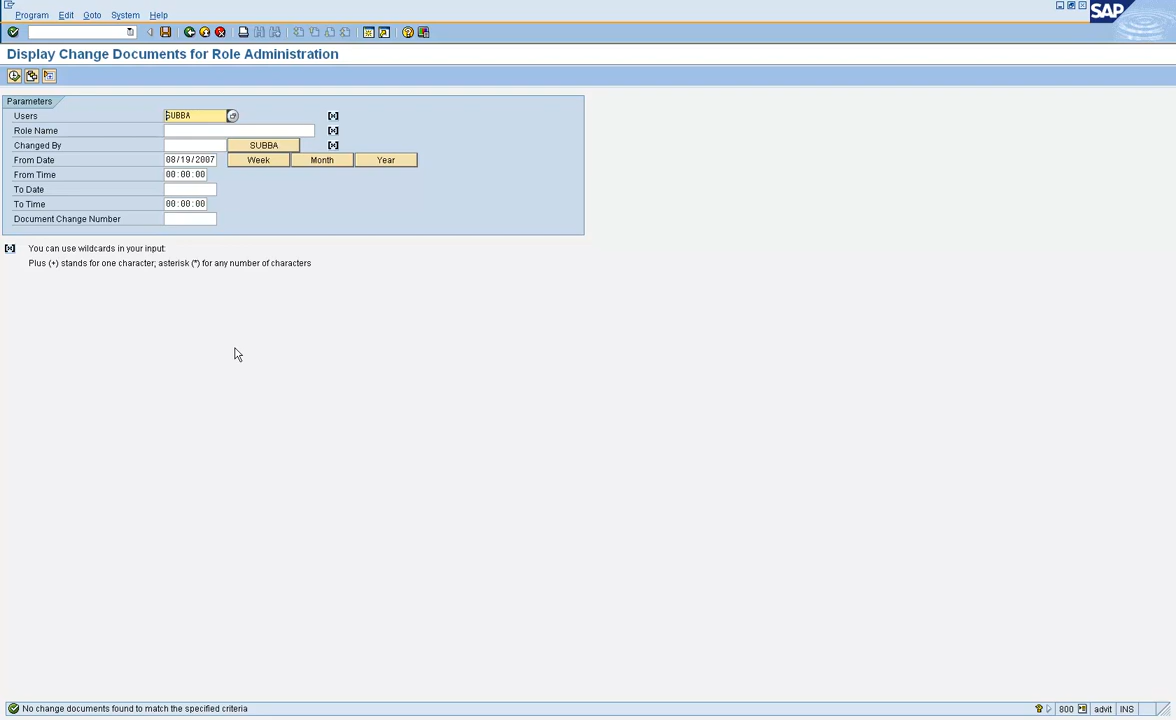 Program Edit Goto System Help
SAP
Display Change Documents for Role Administration
Parameters
Users SUBBA
Role Name
Changed By SUBBA
From Date 08/19/2007 Week Month Year
From Time 00:00:00
To Date
To Time 00:00:00
Document Change Number
You can use wildcards in your input:
Plus (+) stands for one character; asterisk (*) for any number of characters
No change documents found to match the specified criteria 800 advit INS